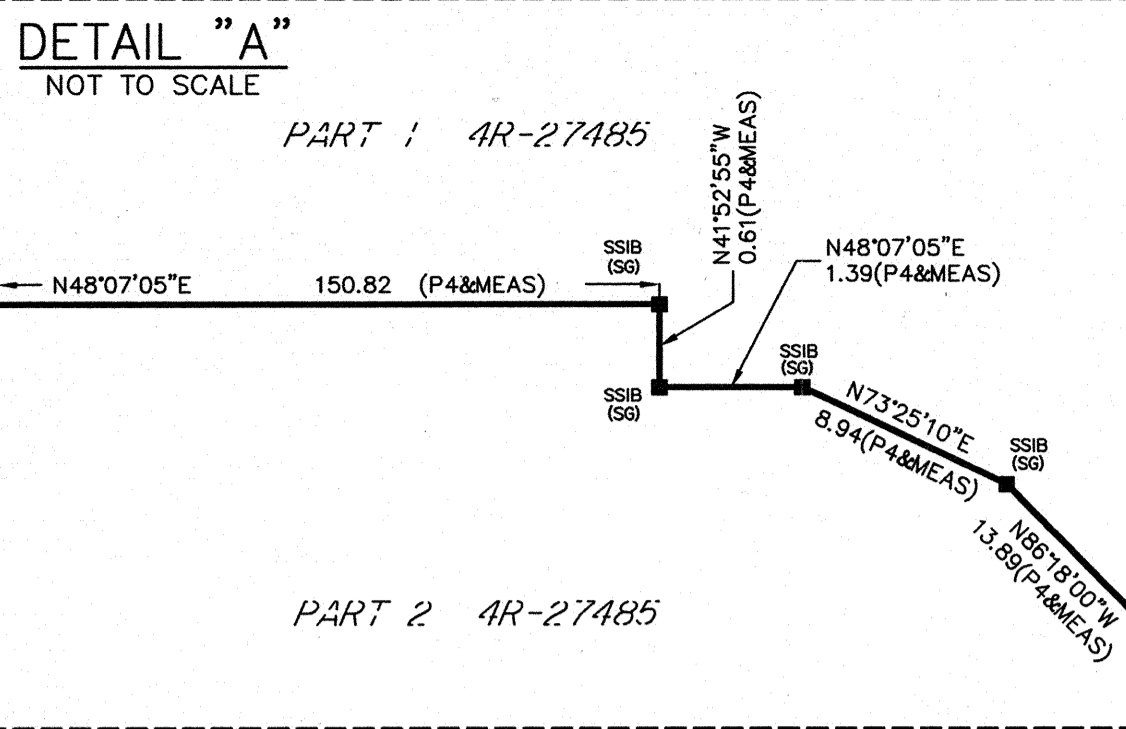 DETAIL "A"
NOT TO SCALE
PART 1 4R-27485
N41°52'55"W
0.61(P4&MEAS)
N48°07'05"E
1.39(P4&MEAS)
SSIB
(SG)
N48°07'05"E 150.82 (P4&MEAS)
SSIB
(SG)
SSIB
(SG)
N73°25'10"E
8.94(P4&MEAS)
SSIB
(SG)
N86°18'00"W
13.89(P4&MEAS)
PART 2 4R-27485